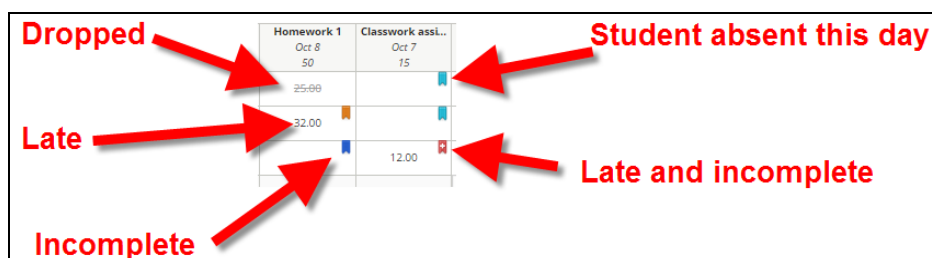 Dropped
Homework 1 Classwork assi...
Oct 8 Oct 7
50 15
Student absent this day
25.00
Late
32.00
12.00
Late and incomplete
Incomplete